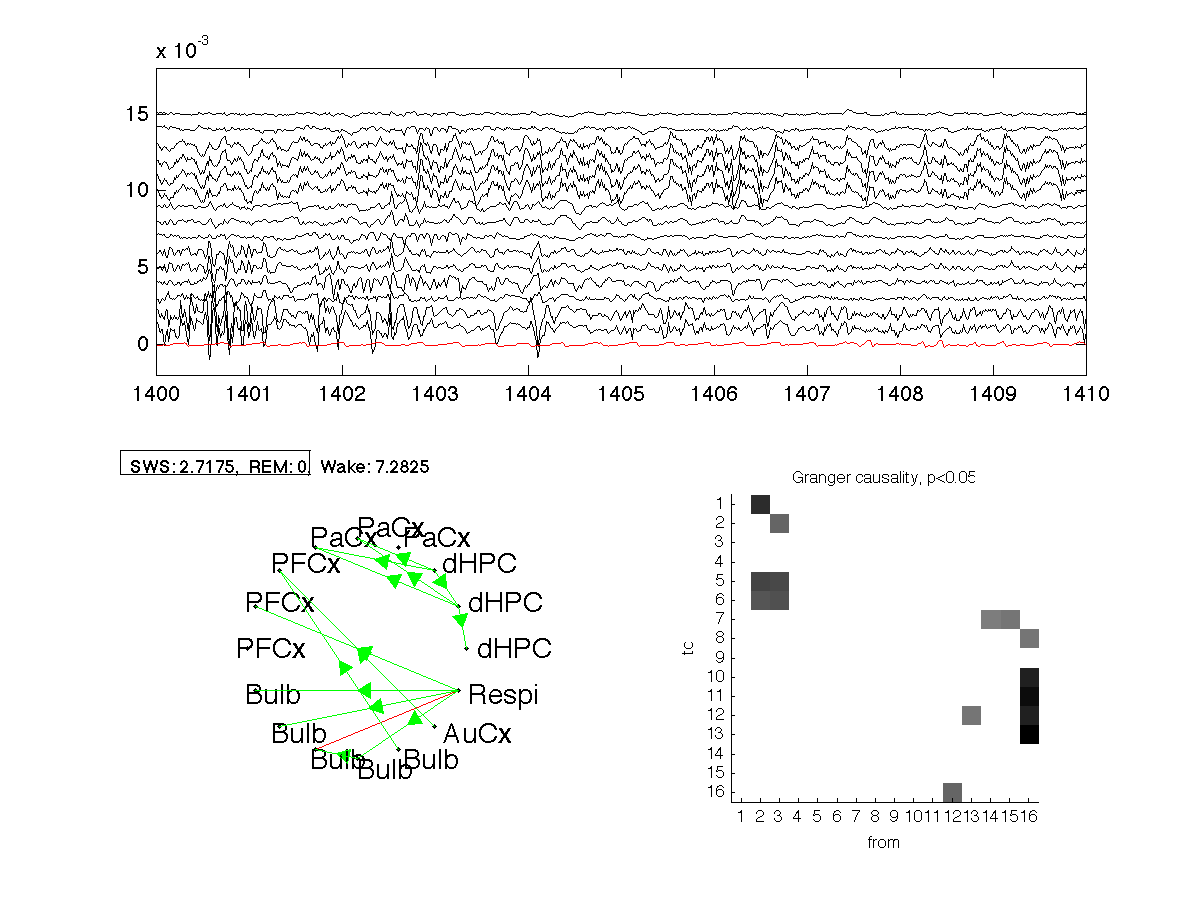 x 10-3
15
10
5
0
1400 1401 1402 1403 1404 1405 1406 1407 1408 1409 1410
SWS:2.7175, REM:0, Wake:7.2825
PaCx
PaCx PaCx
PFCx dHPC
PFCx dHPC
PFCx dHPC
Bulb Respi
Bulb AuCx
Bulb Bulb Bulb
Granger causality, p<0.05
1
2
3
4
5
6
7
8
9
10
11
12
13
14
15
16
to
1 2 3 4 5 6 7 8 9 10 11 12 13 14 15 16
from